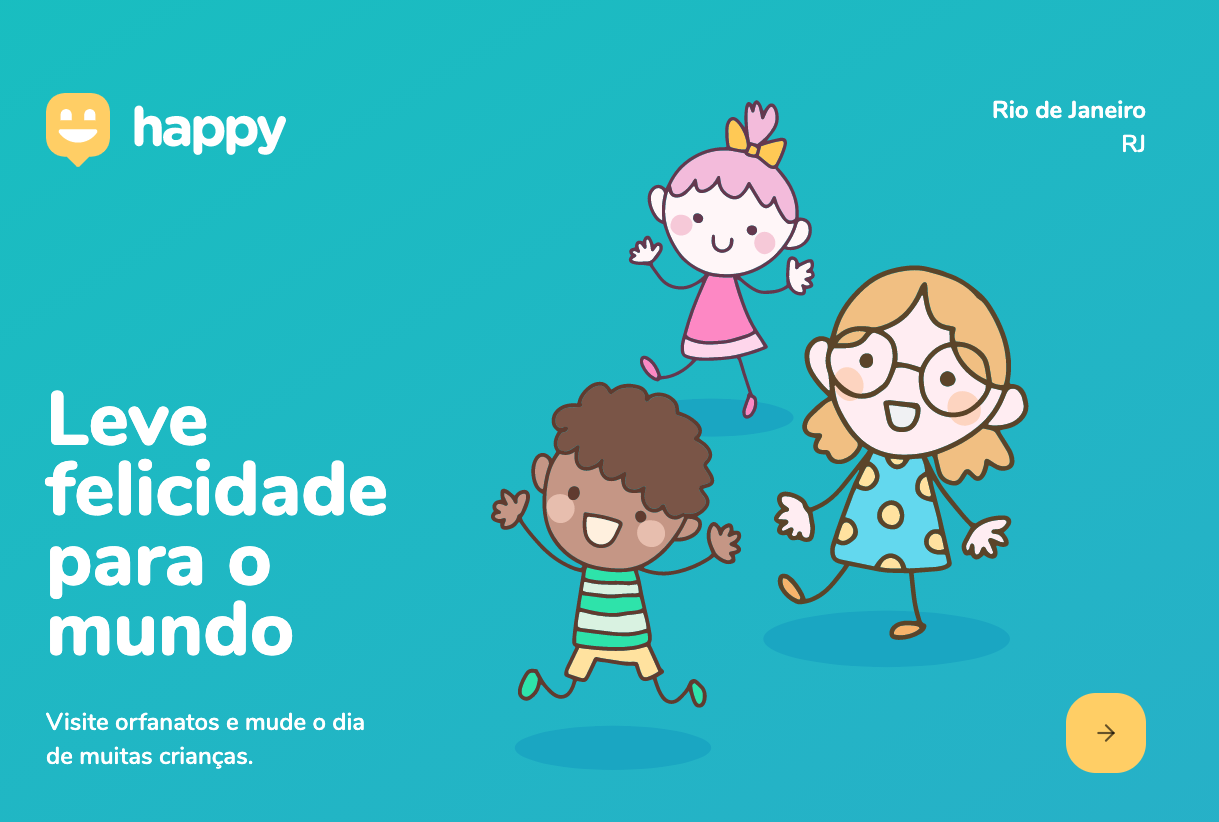 happy
Rio de Janeiro
RJ
Leve
felicidade
para o
mundo
Visite orfanatos e mude o dia
de muitas crianças.